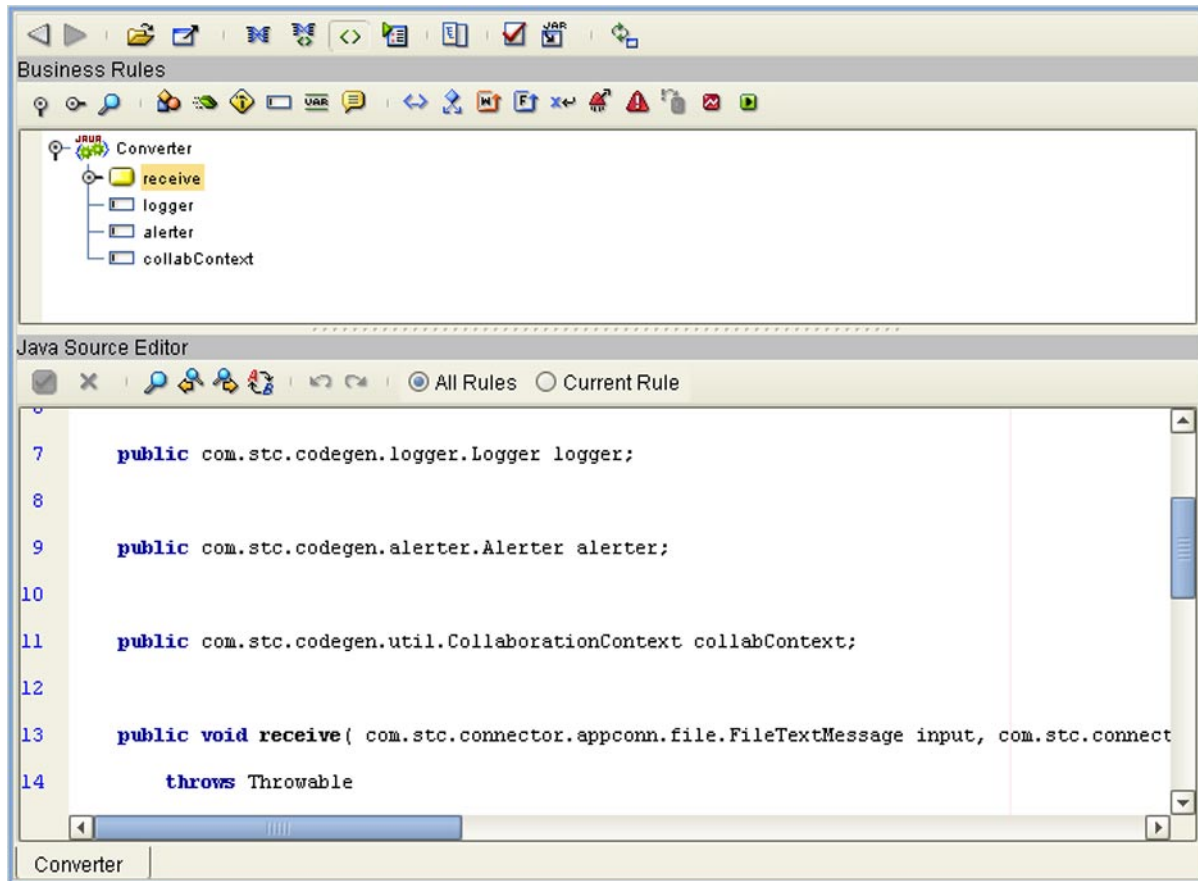 JAR
Business Rules
VAR
JAVA
Converter
receive
logger
alerter
collabContext
Java Source Editor
All Rules Current Rule
7 public com.stc.codegen.logger.Logger logger;
8
9 public com.stc.codegen.alerter.Alerter alerter;
10
11 public com.stc.codegen.util.CollaborationContext collabContext;
12
13 public void receive( com.stc.connector.appconn.file.FileTextMessage input, com.stc.connect
14 throws Throwable
Converter